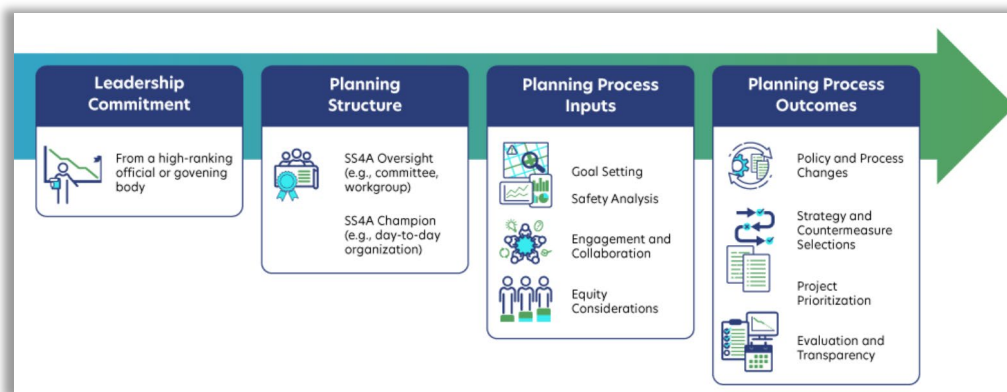 Leadership
Commitment
From a high-ranking
official or govening
body
Planning
Structure
SS4A Oversight
(e.g., committee,
workgroup)
SS4A Champion
(e.g., day-to-day
organization)
Planning Process
Inputs
Goal Setting
Safety Analysis
Engagement and
Collaboration
Equity
Considerations
Planning Process
Outcomes
Policy and Process
Changes
Strategy and
Countermeasure
Selections
Project
Prioritization
Evaluation and
Transparency